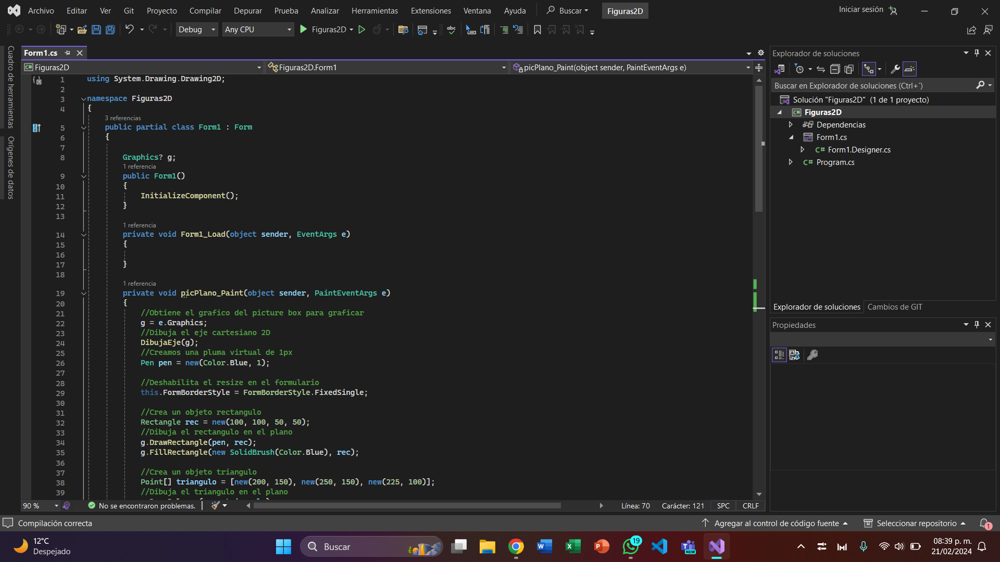 Archivo Editar Ver Git Proyecto Compilar Depurar Prueba Analizar Herramientas Extensiones Ventana Ayuda Buscar Figuras2D Iniciar sesión
Debug Any CPU Figuras2D abc
Cuadro de herramientas
Orígenes de datos
Form1.cs
Figuras2D Figuras2D.Form1 picPlano_Paint(object sender, PaintEventArgs e)
1 using System.Drawing.Drawing2D;
2
3 namespace Figuras2D
4 {
3 referencias
5 public partial class Form1 : Form
6 {
7
8 Graphics? g;
1 referencia
9 public Form1()
10 {
11 InitializeComponent();
12 }
13
1 referencia
14 private void Form1_Load(object sender, EventArgs e)
15 {
16
17 }
18
1 referencia
19 private void picPlano_Paint(object sender, PaintEventArgs e)
20 {
21 //Obtiene el grafico del picture box para graficar
22 g = e.Graphics;
23 //Dibuja el eje cartesiano 2D
24 DibujaEje(g);
25 //Creamos una pluma virtual de 1px
26 Pen pen = new(Color.Blue, 1);
27
28 //Deshabilita el resize en el formulario
29 this.FormBorderStyle = FormBorderStyle.FixedSingle;
30
31 //Crea un objeto rectangulo
32 Rectangle rec = new(100, 100, 50, 50);
33 //Dibuja el rectangulo en el plano
34 g.DrawRectangle(pen, rec);
35 g.FillRectangle(new SolidBrush(Color.Blue), rec);
36
37 //Crea un objeto triangulo
38 Point[] triangulo = [new(200, 150), new(250, 150), new(225, 100)];
39 //Dibuja el triangulo en el plano
90 % No se encontraron problemas. Línea: 70 Carácter: 121 SPC CRLF
Explorador de soluciones
Buscar en Explorador de soluciones (Ctrl+´)
Solución "Figuras2D" (1 de 1 proyecto)
Figuras2D
Dependencias
Form1.cs
C# Form1.Designer.cs
C# Program.cs
Explorador de soluciones Cambios de GIT
Propiedades
Compilación correcta Agregar al control de código fuente Seleccionar repositorio 1
12°C
Despejado
Buscar
19
NEW
08:39 p. m.
21/02/2024